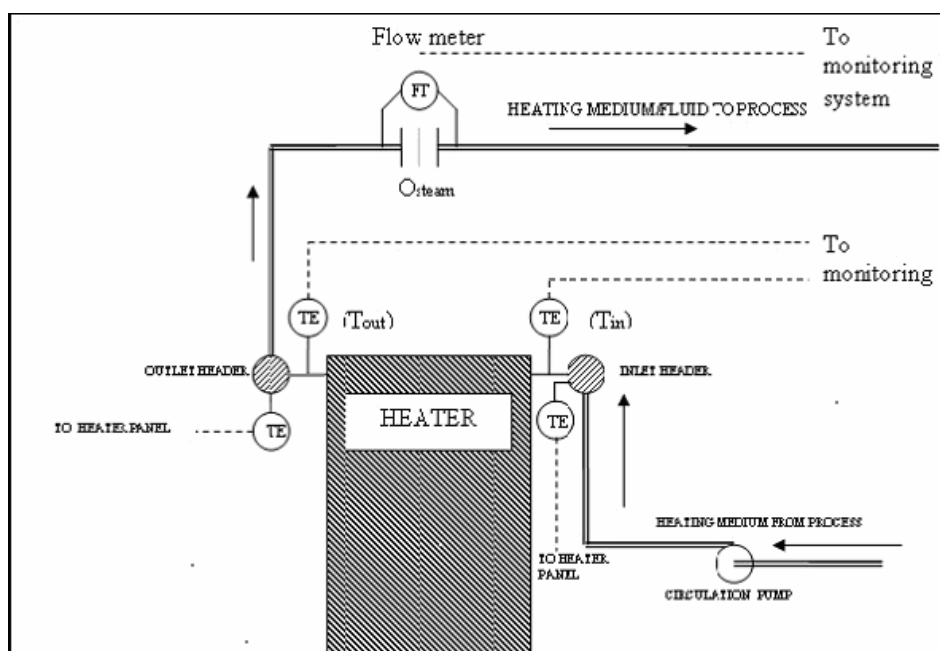 Flow meter
To
monitoring
system
FT
HEATING MEDIUM/FLUID TO PROCESS
Osteam
To
monitoring
TE
(Tout)
TE
(Tin)
OUTLET HEADER
INLET HEADER
HEATER
TO HEATER PANEL
TE
TE
HEATING MEDIUM FROM PROCESS
TO HEATER
PANEL
CIRCULATION PUMP